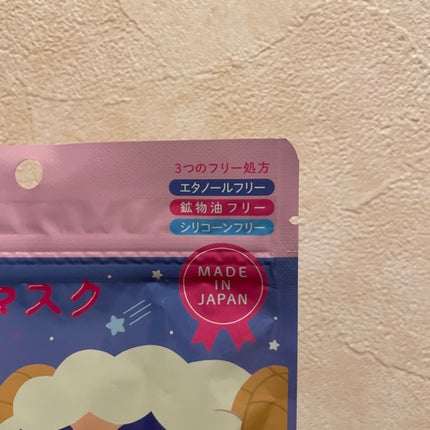 3つのフリー処方
エタノールフリー
鉱物油フリー
シリコーンフリー
MADE
IN
JAPAN
マスク